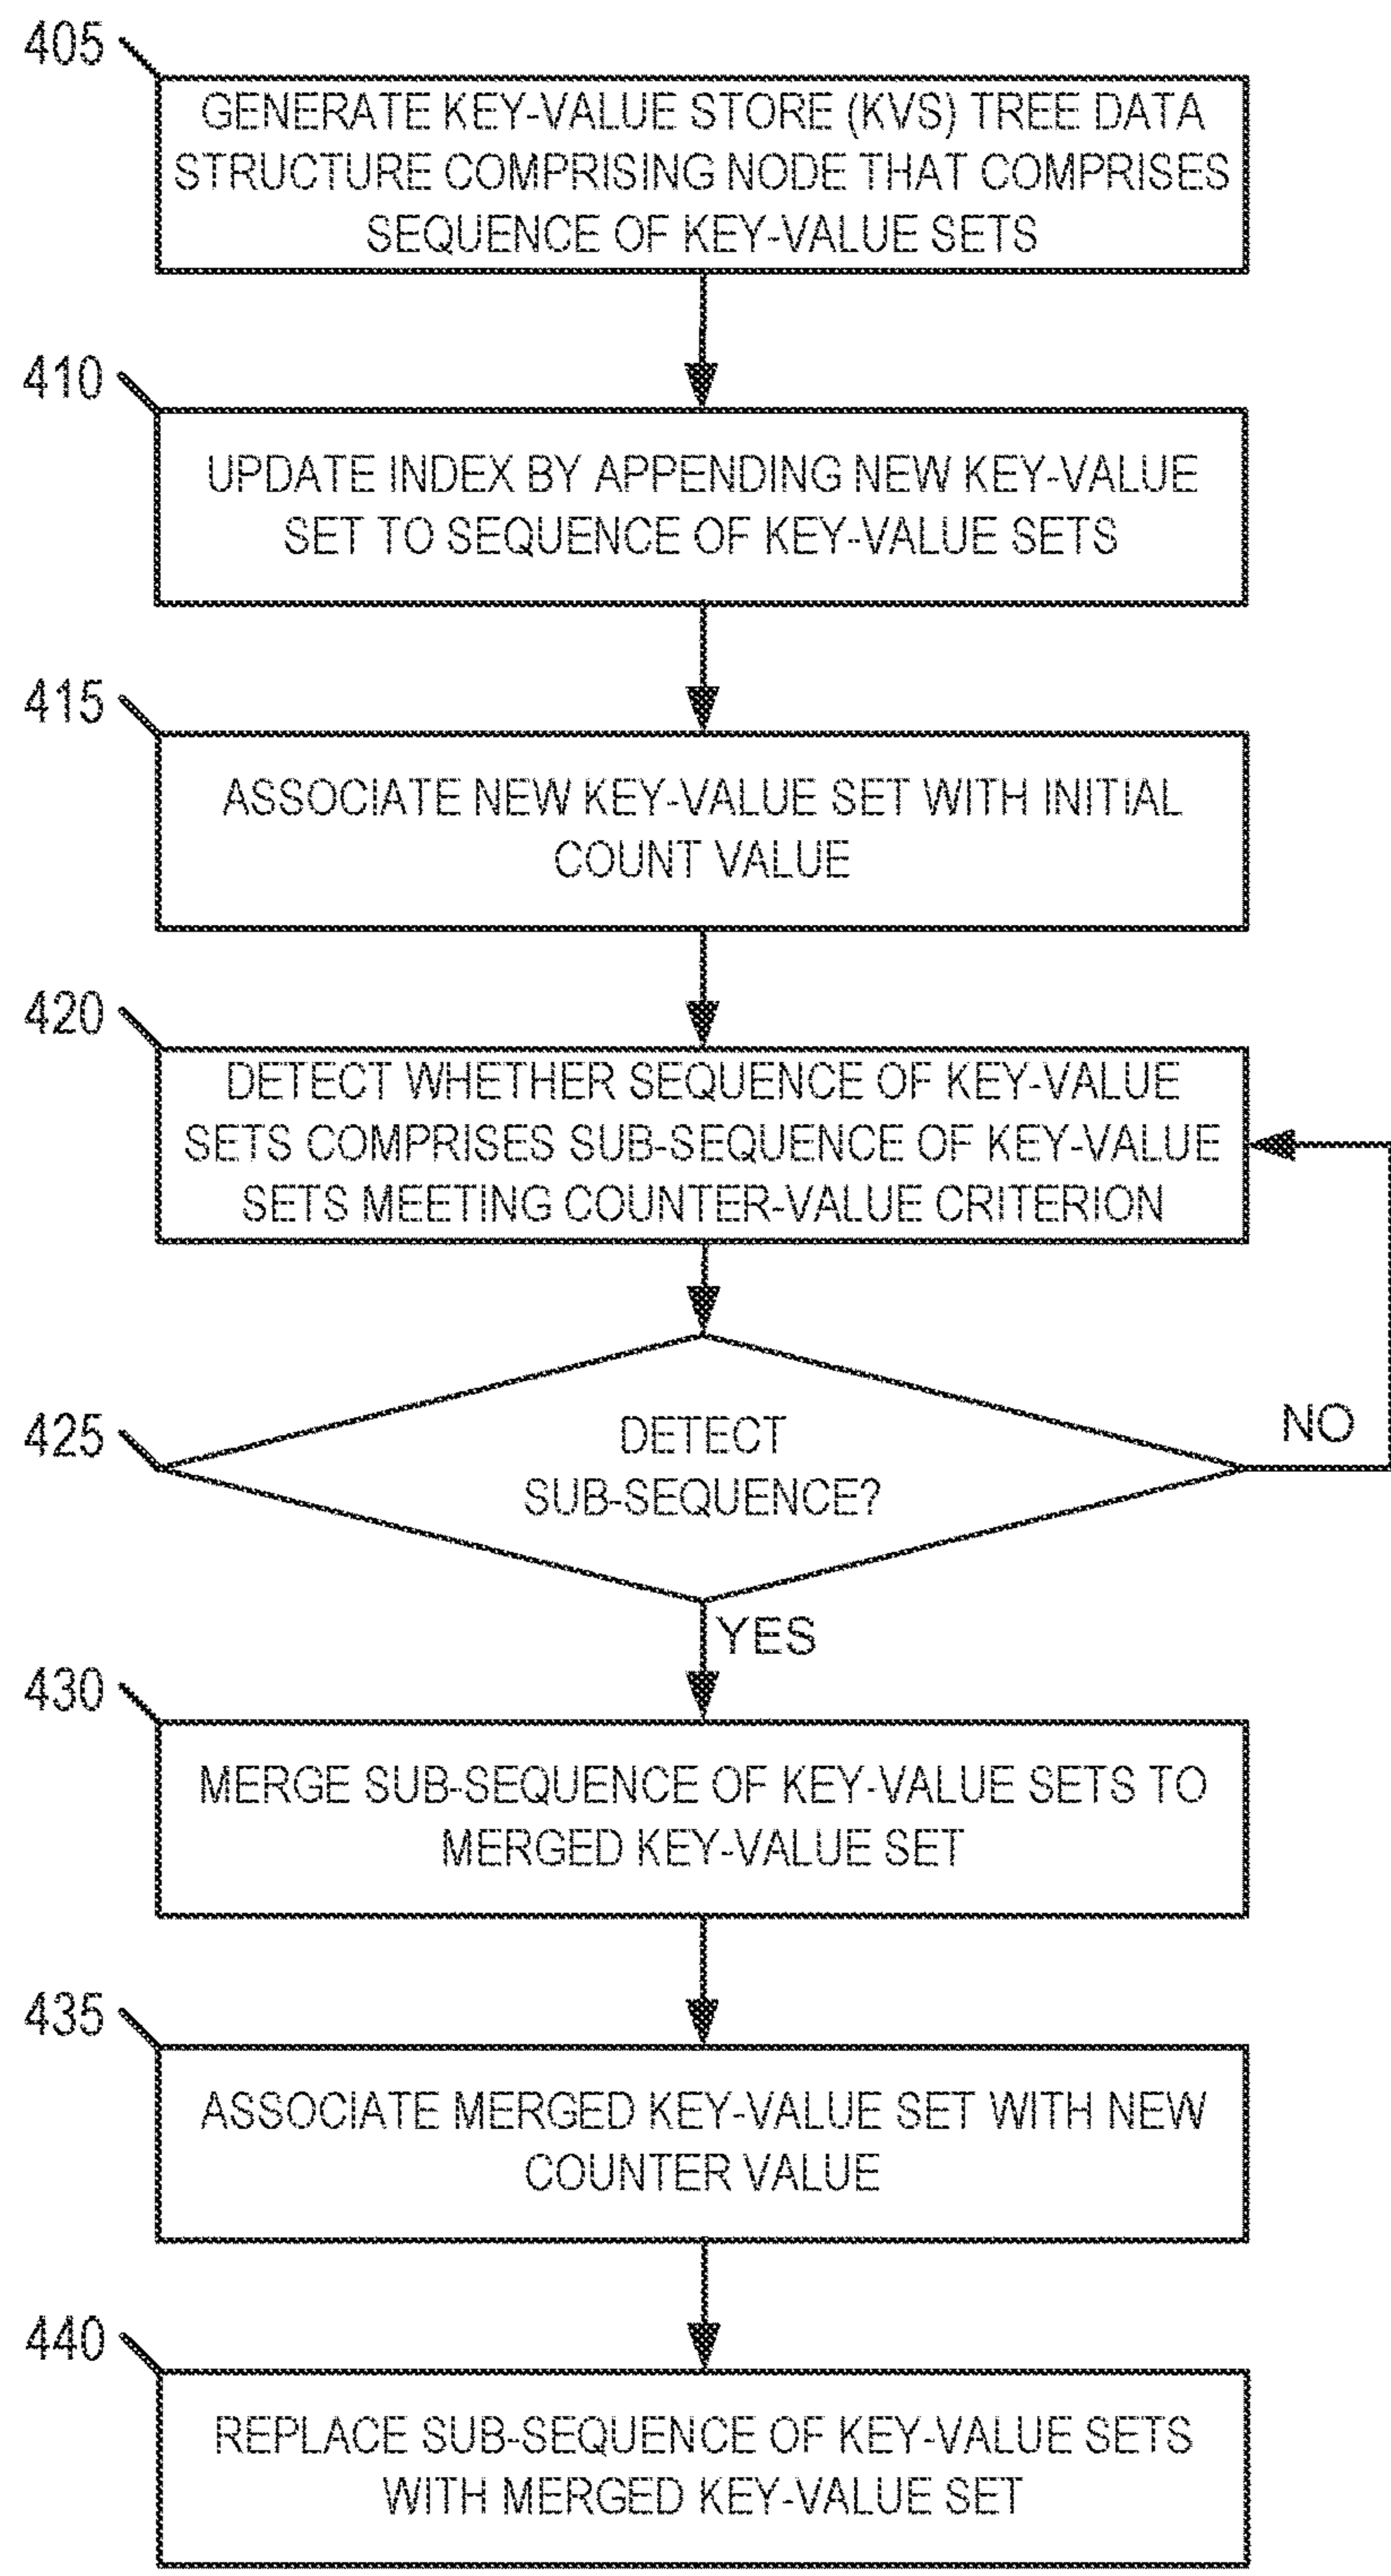 405
GENERATE KEY-VALUE STORE (KVS) TREE DATA
STRUCTURE COMPRISING NODE THAT COMPRISES
SEQUENCE OF KEY-VALUE SETS
410
UPDATE INDEX BY APPENDING NEW KEY-VALUE
SET TO SEQUENCE OF KEY-VALUE SETS
415
ASSOCIATE NEW KEY-VALUE SET WITH INITIAL
COUNT VALUE
420
DETECT WHETHER SEQUENCE OF KEY-VALUE
SETS COMPRISES SUB-SEQUENCE OF KEY-VALUE
SETS MEETING COUNTER-VALUE CRITERION
425
DETECT
SUB-SEQUENCE?
NO
YES
430
MERGE SUB-SEQUENCE OF KEY-VALUE SETS TO
MERGED KEY-VALUE SET
435
ASSOCIATE MERGED KEY-VALUE SET WITH NEW
COUNTER VALUE
440
REPLACE SUB-SEQUENCE OF KEY-VALUE SETS
WITH MERGED KEY-VALUE SET